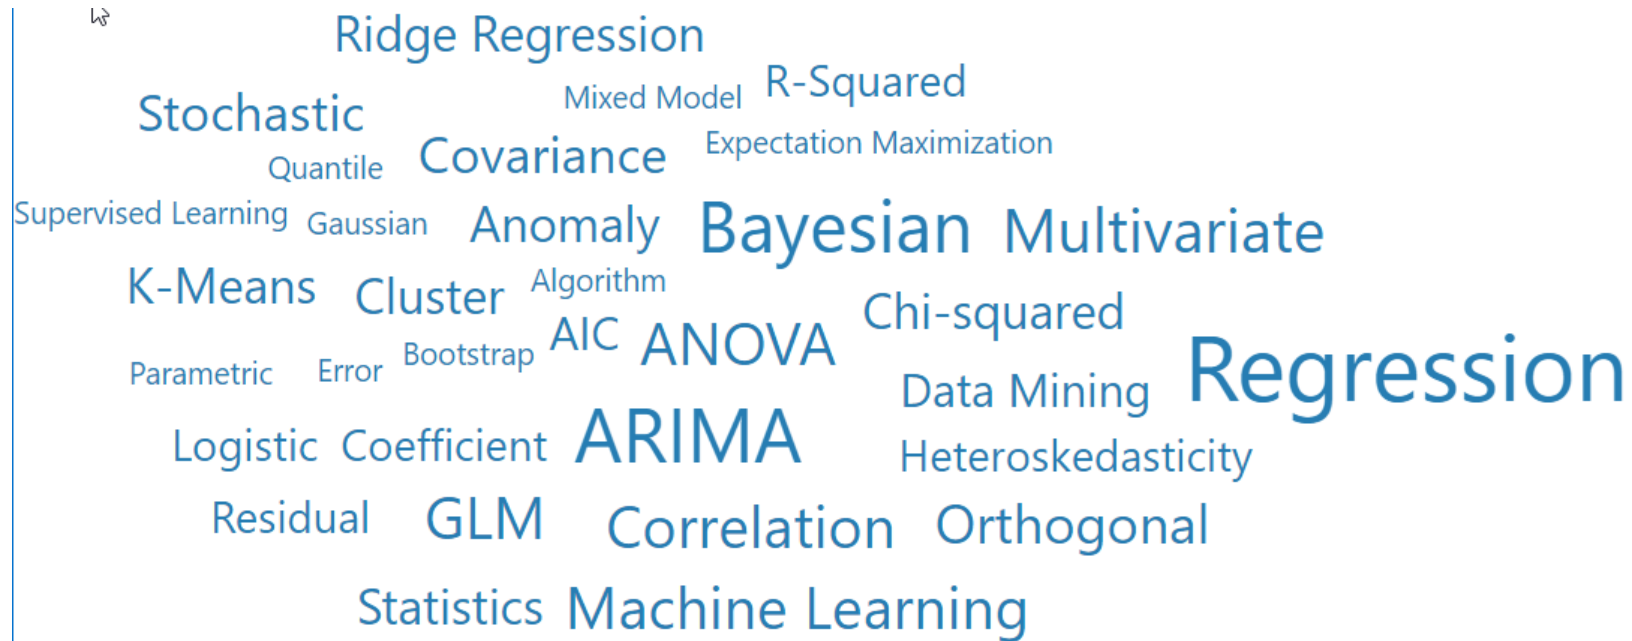 Ridge Regression
Mixed Model R-Squared
Stochastic
Covariance Expectation Maximization
Quantile
Supervised Learning Gaussian Anomaly Bayesian Multivariate
K-Means Cluster Algorithm
Chi-squared
AIC ANOVA
Parametric Error Bootstrap
Data Mining Regression
Logistic Coefficient ARIMA Heteroskedasticity
Residual GLM Correlation Orthogonal
Statistics Machine Learning